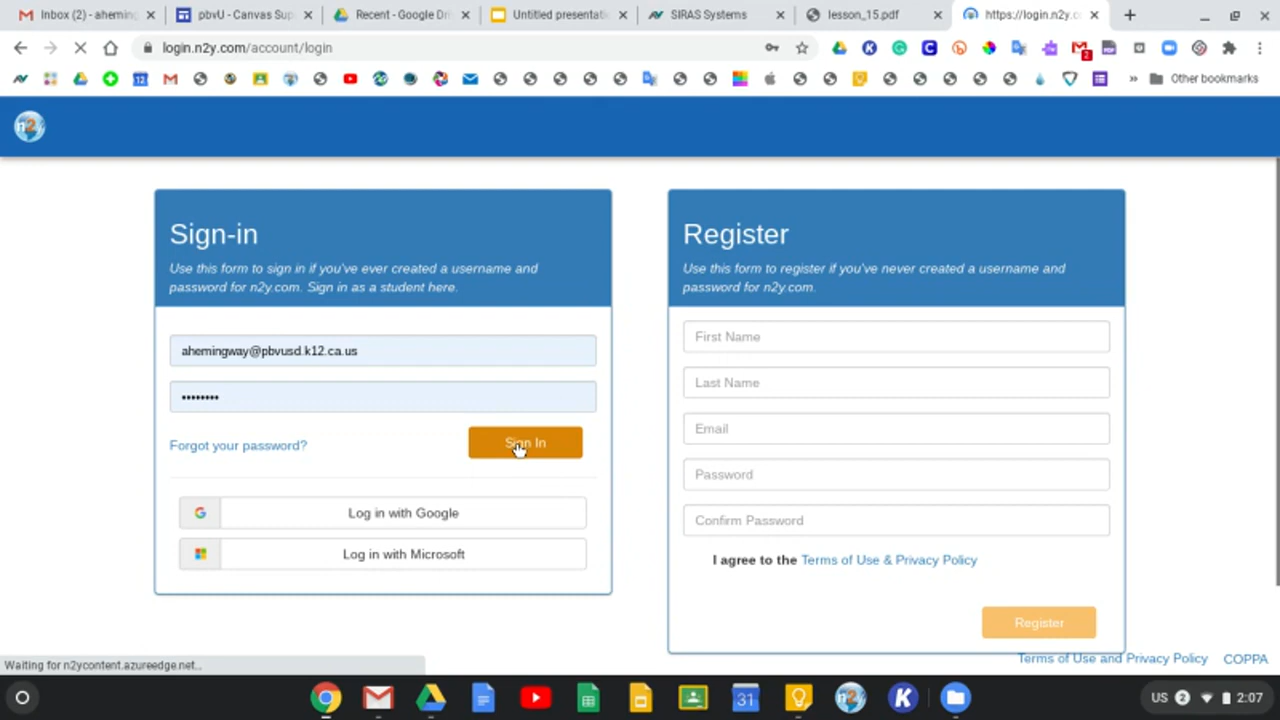 Inbox (2) - aheming
pbvU - Canvas Sup
Recent - Google Dri
Untitled presentati
SIRAS Systems
lesson_15.pdf
https://login.n2y.c
login.n2y.com/account/login
2
Other bookmarks
n2y
Sign-in
Use this form to sign in if you've ever created a username and
password for n2y.com. Sign in as a student here.
ahemingway@pbvusd.k12.ca.us
••••••••
Forgot your password?
Sign In
Log in with Google
Log in with Microsoft
Register
Use this form to register if you've never created a username and
password for n2y.com.
First Name
Last Name
Email
Password
Confirm Password
I agree to the Terms of Use & Privacy Policy
Register
Terms of Use and Privacy Policy COPPA
Waiting for n2ycontent.azureedge.net...
31
n2y
K
US 2 2:07